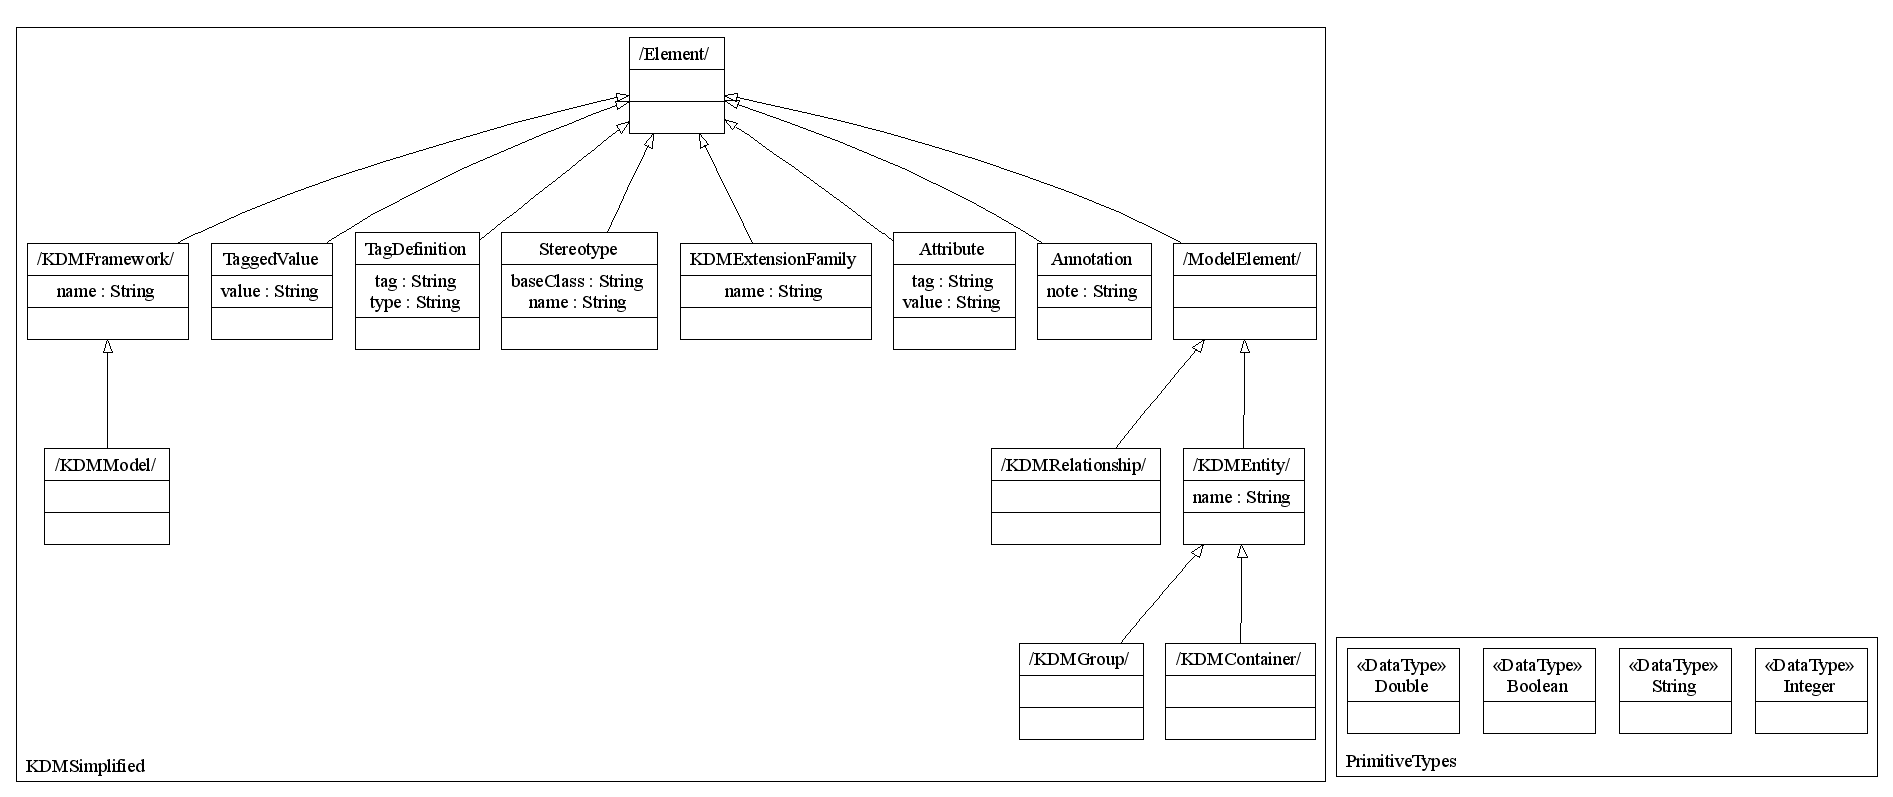 /Element/
/KDMFramework/
name : String
TaggedValue
value : String
TagDefinition
tag : String
type : String
Stereotype
baseClass : String
name : String
KDMExtensionFamily
name : String
Attribute
tag : String
value : String
Annotation
note : String
/ModelElement/
/KDMModel/
/KDMRelationship/
/KDMEntity/
name : String
/KDMGroup/
/KDMContainer/
KDMSimplified
«DataType»
Double
«DataType»
Boolean
«DataType»
String
«DataType»
Integer
PrimitiveTypes